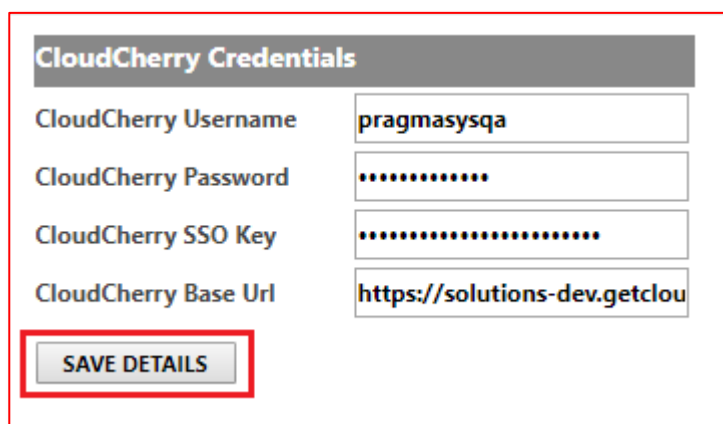 CloudCherry Credentials
CloudCherry Username pragmasysqa
CloudCherry Password •••••••••••••
CloudCherry SSO Key ••••••••••••••••••••••••
CloudCherry Base Url https://solutions-dev.getclou
SAVE DETAILS